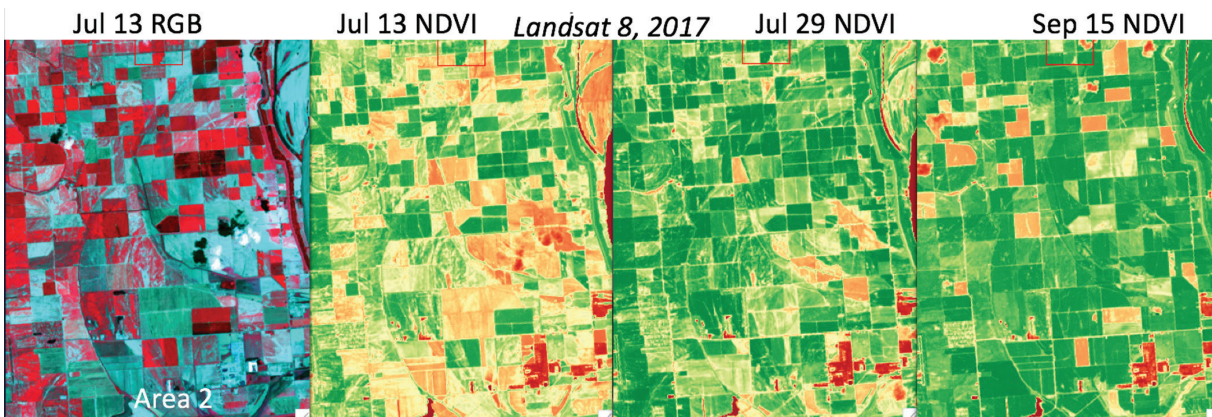 Jul 13 RGB
Jul 13 NDVI
Landsat 8, 2017
Jul 29 NDVI
Sep 15 NDVI
Area 2